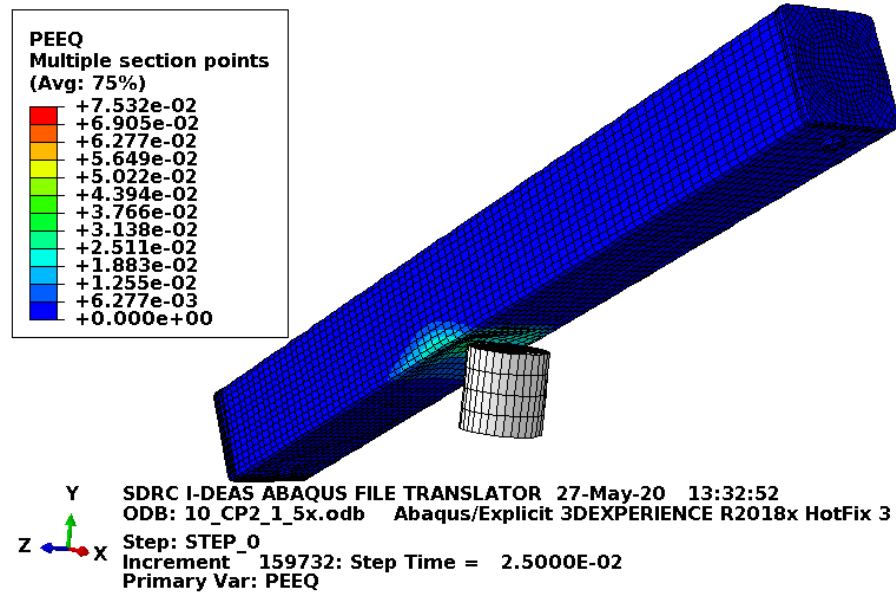 PEEQ
Multiple section points
(Avg: 75%)
+7.532e-02
+6.905e-02
+6.277e-02
+5.649e-02
+5.022e-02
+4.394e-02
+3.766e-02
+3.138e-02
+2.511e-02
+1.883e-02
+1.255e-02
+6.277e-03
+0.000e+00
Y
Z
X
SDRC I-DEAS ABAQUS FILE TRANSLATOR 27-May-20 13:32:52
ODB: 10_CP2_1_5x.odb Abaqus/Explicit 3DEXPERIENCE R2018x HotFix 3
Step: STEP_0
Increment 159732: Step Time = 2.5000E-02
Primary Var: PEEQ